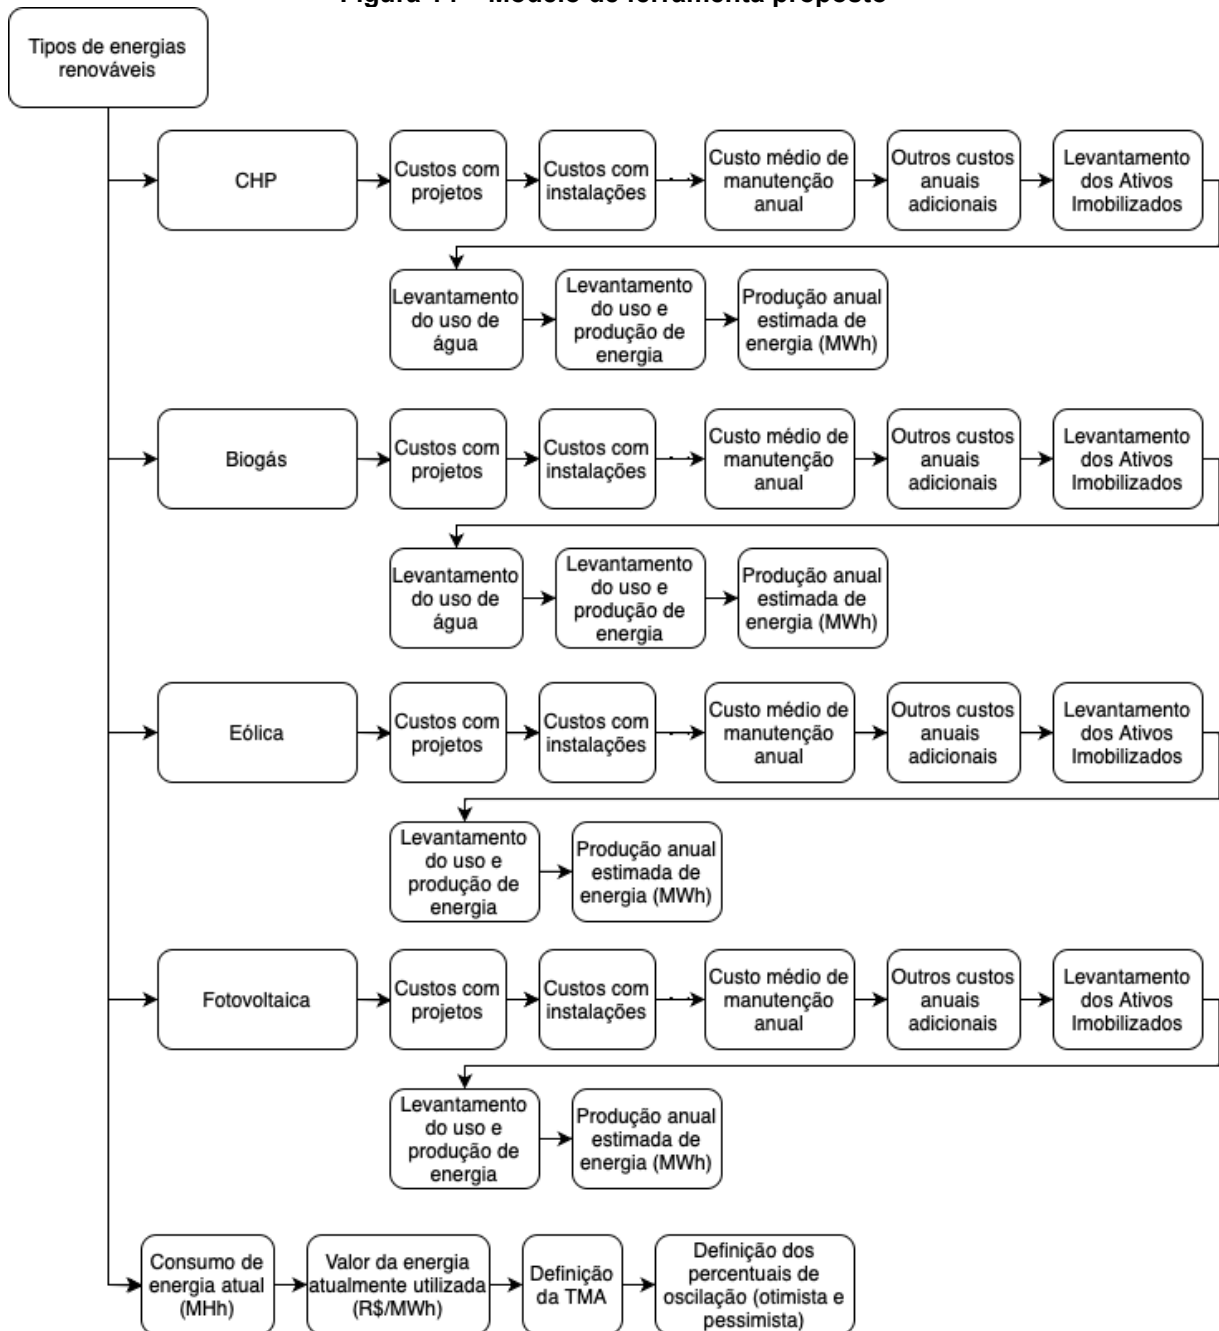 Figura 14 – Modelo de ferramenta proposto
Tipos de energias
renováveis
CHP
Custos com
projetos
Custos com
instalações
Custo médio de
manutenção
anual
Outros custos
anuais
adicionais
Levantamento
dos Ativos
Imobilizados
Levantamento
do uso de
água
Levantamento
do uso e
produção de
energia
Produção anual
estimada de
energia (MWh)
Biogás
Custos com
projetos
Custos com
instalações
Custo médio de
manutenção
anual
Outros custos
anuais
adicionais
Levantamento
dos Ativos
Imobilizados
Levantamento
do uso de
água
Levantamento
do uso e
produção de
energia
Produção anual
estimada de
energia (MWh)
Eólica
Custos com
projetos
Custos com
instalações
Custo médio de
manutenção
anual
Outros custos
anuais
adicionais
Levantamento
dos Ativos
Imobilizados
Levantamento
do uso e
produção de
energia
Produção anual
estimada de
energia (MWh)
Fotovoltaica
Custos com
projetos
Custos com
instalações
Custo médio de
manutenção
anual
Outros custos
anuais
adicionais
Levantamento
dos Ativos
Imobilizados
Levantamento
do uso e
produção de
energia
Produção anual
estimada de
energia (MWh)
Consumo de
energia atual
(MHh)
Valor da energia
atualmente utilizada
(R$/MWh)
Definição
da TMA
Definição dos
percentuais de
oscilação (otimista e
pessimista)